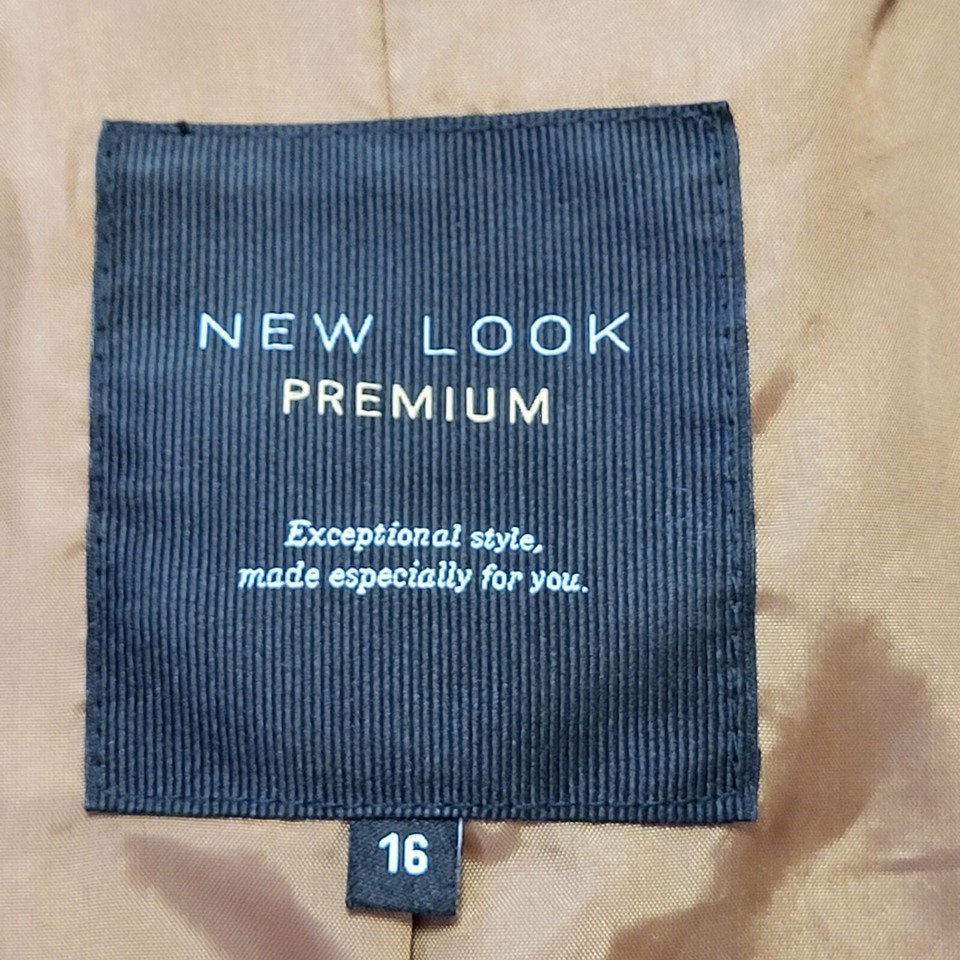 NEW LOOK
PREMIUM
Exceptional style,
made especially for you.
16